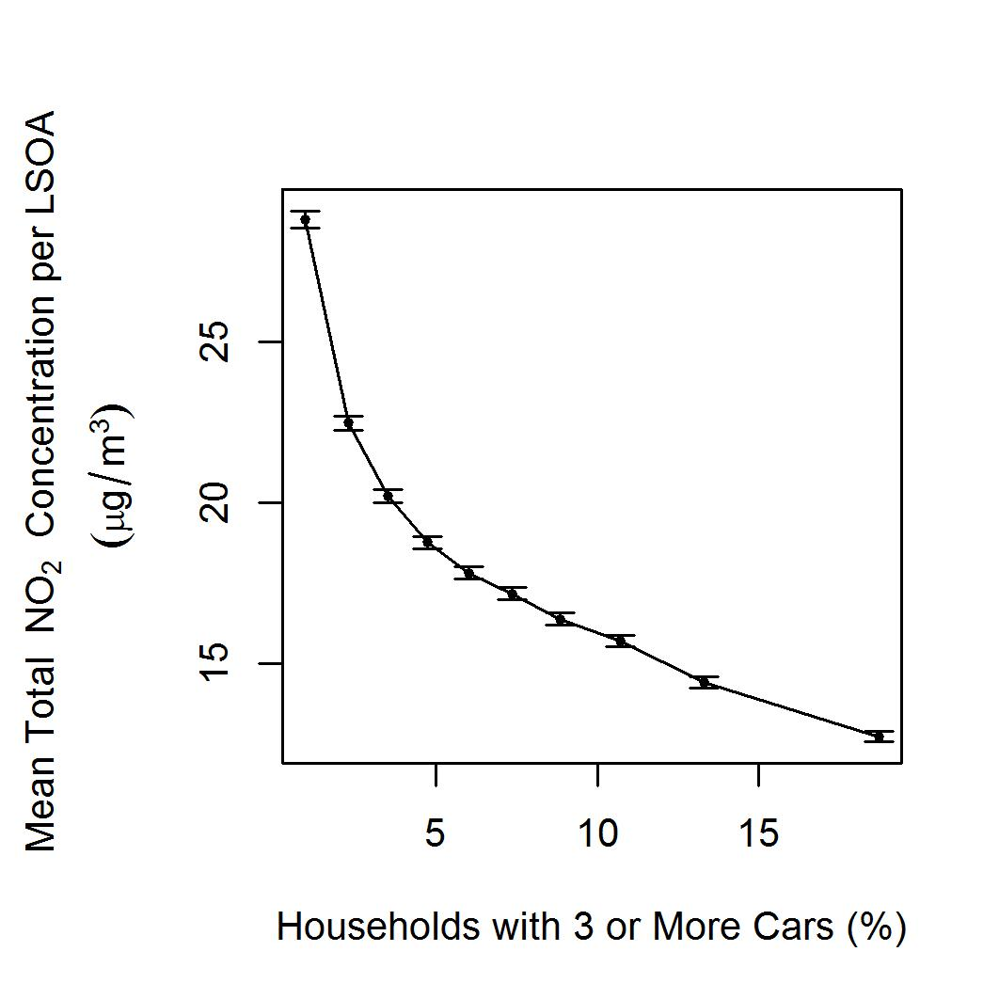 Mean Total NO₂ Concentration per LSOA
(μg/m³)
25
20
15
5 10 15
Households with 3 or More Cars (%)